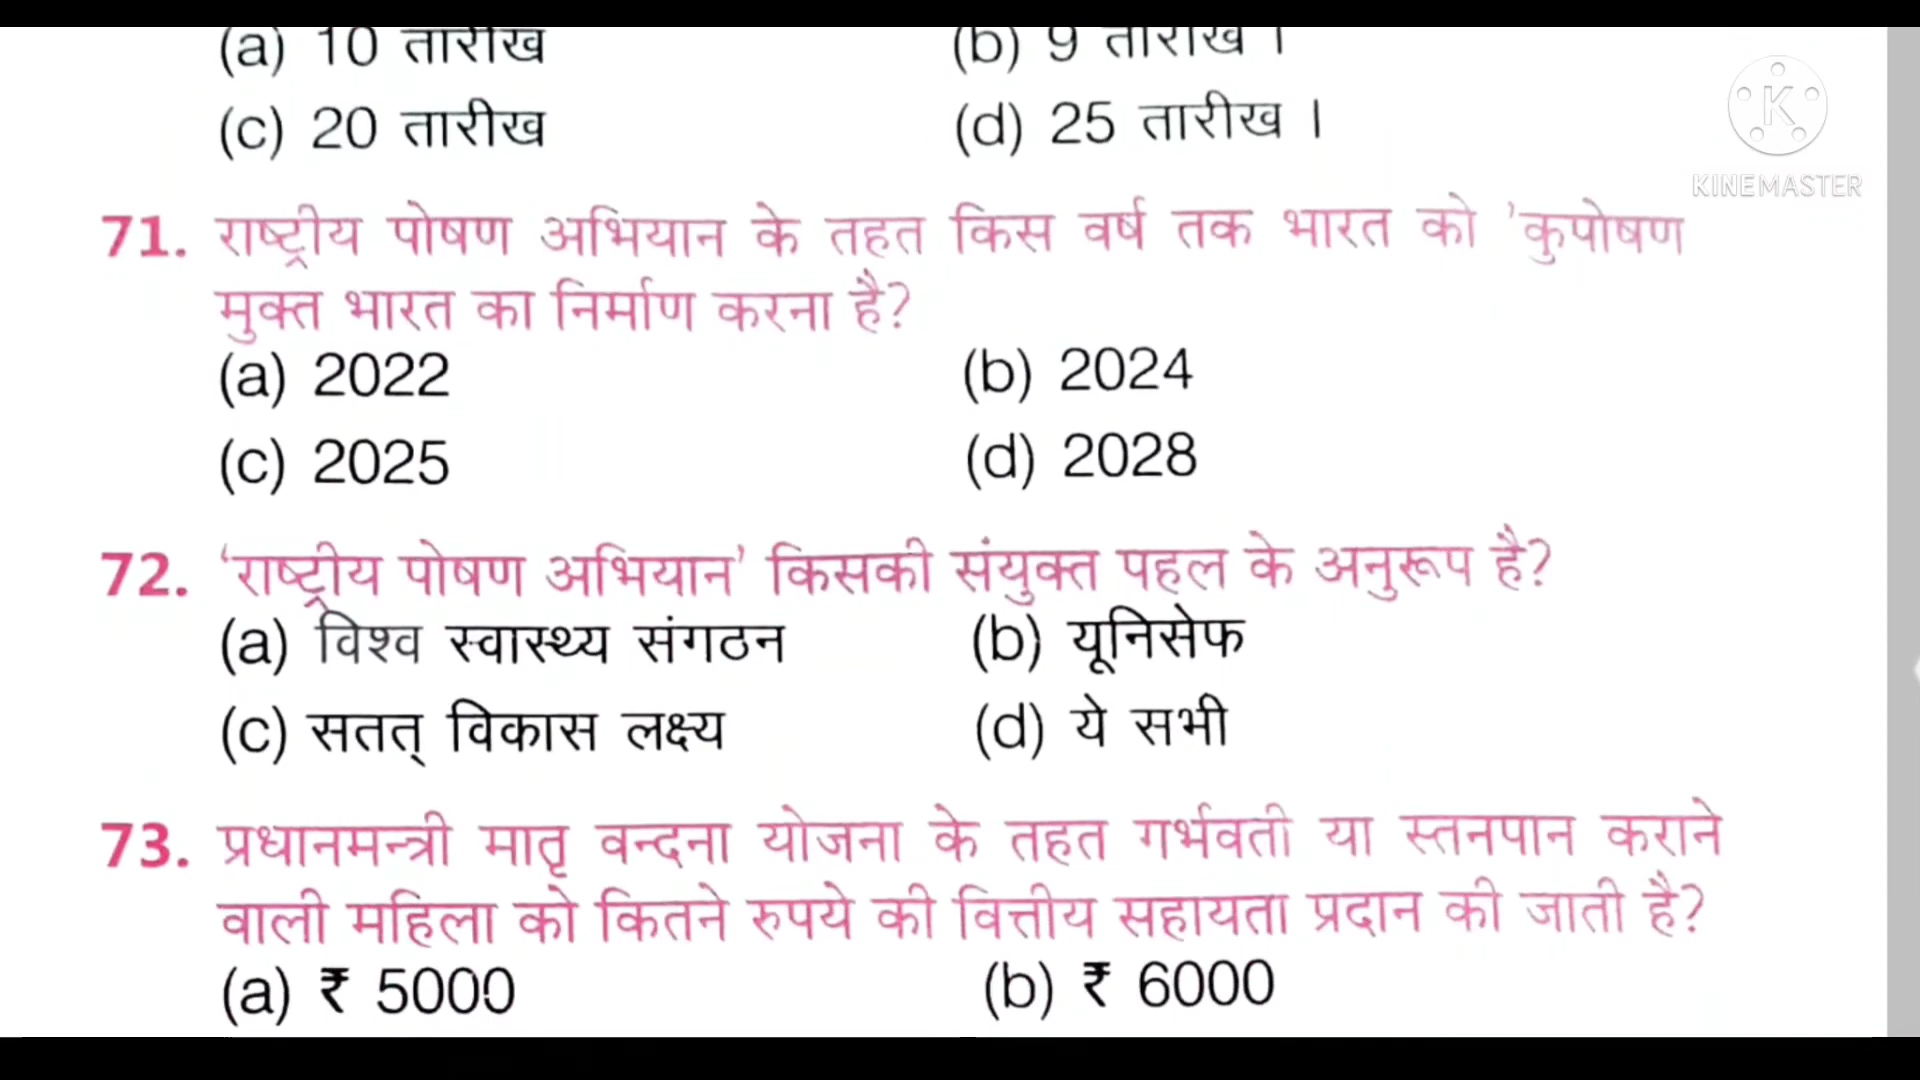 (a) 10 तारीख (b) 9 तारीख ।
(c) 20 तारीख (d) 25 तारीख ।
KINEMASTER
71. राष्ट्रीय पोषण अभियान के तहत किस वर्ष तक भारत को 'कुपोषण
मुक्त भारत का निर्माण करना है?
(a) 2022 (b) 2024
(c) 2025 (d) 2028
72. 'राष्ट्रीय पोषण अभियान' किसकी संयुक्त पहल के अनुरूप है?
(a) विश्व स्वास्थ्य संगठन (b) यूनिसेफ
(c) सतत् विकास लक्ष्य (d) ये सभी
73. प्रधानमन्त्री मातृ वन्दना योजना के तहत गर्भवती या स्तनपान कराने
वाली महिला को कितने रुपये की वित्तीय सहायता प्रदान की जाती है?
(a) ₹ 5000 (b) ₹ 6000